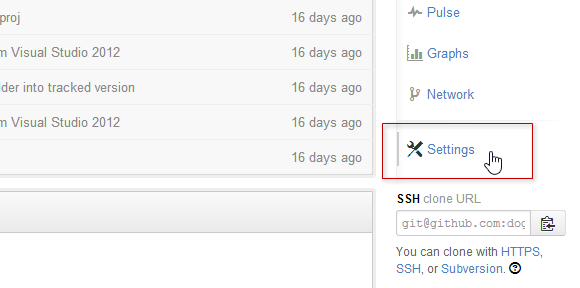 proj 16 days ago
m Visual Studio 2012 16 days ago
lder into tracked version 16 days ago
m Visual Studio 2012 16 days ago
16 days ago
Pulse
Graphs
Network
Settings
SSH clone URL
git@github.com:dog
You can clone with HTTPS,
SSH, or Subversion. ?